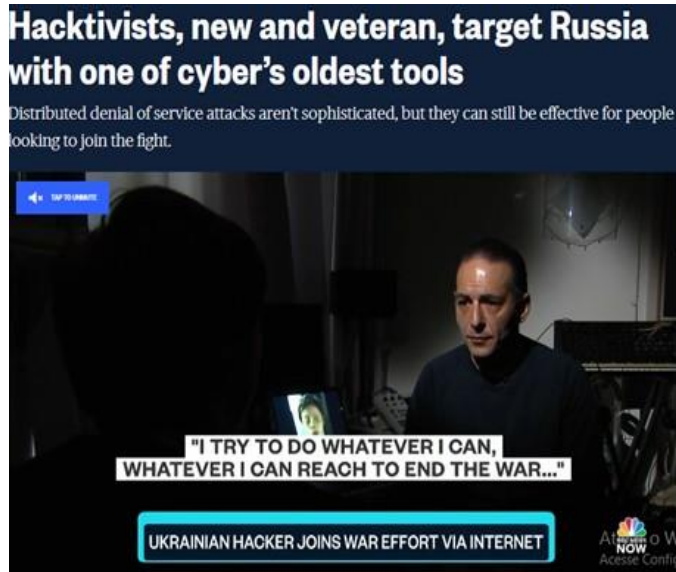 Hacktivists, new and veteran, target Russia
with one of cyber's oldest tools
Distributed denial of service attacks aren't sophisticated, but they can still be effective for people
looking to join the fight.
TAP TO UNMUTE
"I TRY TO DO WHATEVER I CAN,
WHATEVER I CAN REACH TO END THE WAR..."
UKRAINIAN HACKER JOINS WAR EFFORT VIA INTERNET
NOW
Acesse